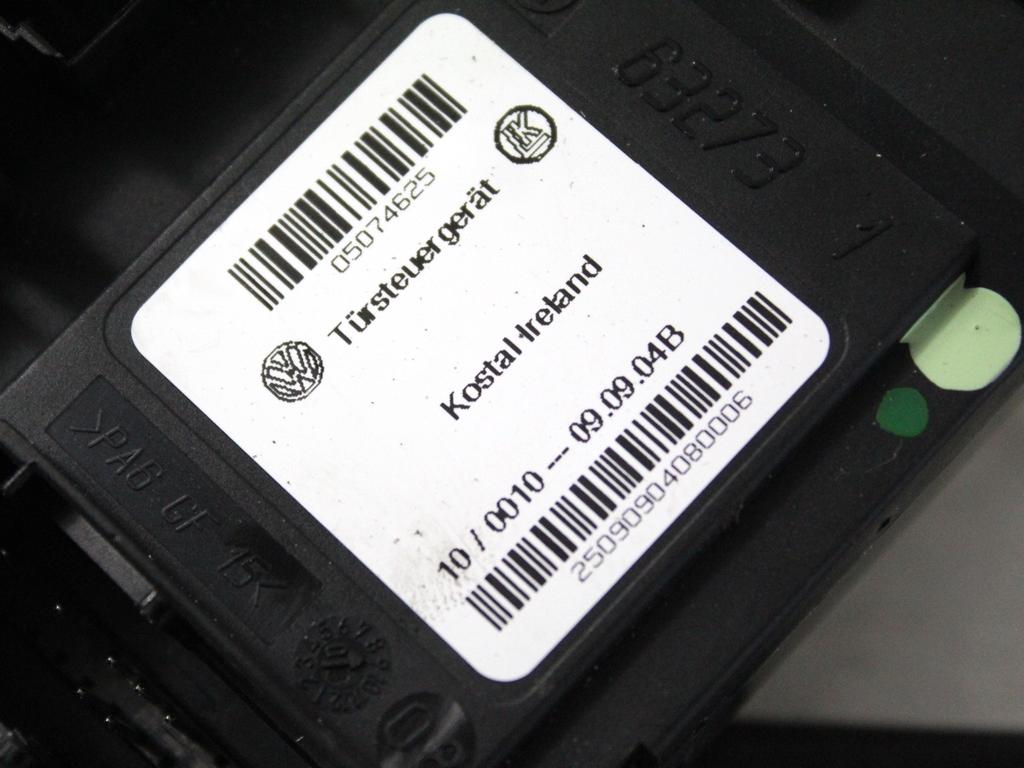 05074625
Türsteuergerät
Kostal Ireland
10 / 0010 --- 09.09.04B
25090904080006
63273
1
>PA6 GF 15<